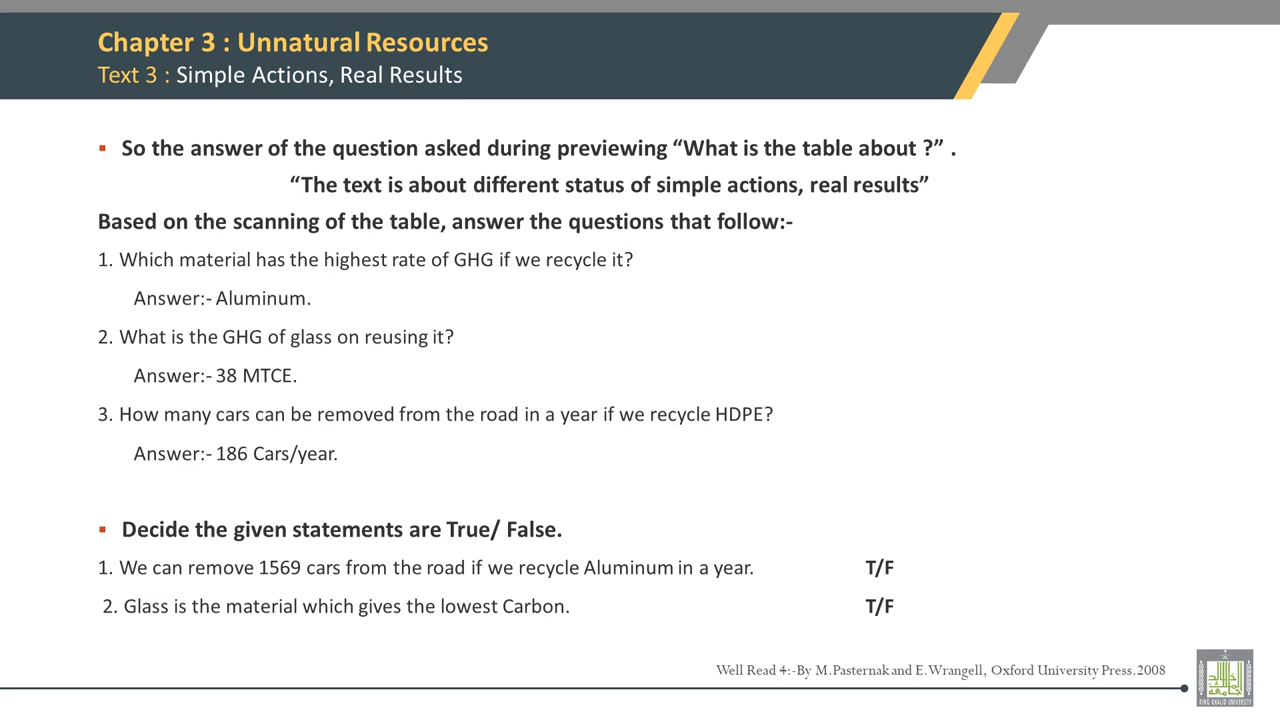 Chapter 3 : Unnatural Resources
Text 3 : Simple Actions, Real Results
▪ So the answer of the question asked during previewing “What is the table about ?” .
“The text is about different status of simple actions, real results”
Based on the scanning of the table, answer the questions that follow:-
1. Which material has the highest rate of GHG if we recycle it?
Answer:- Aluminum.
2. What is the GHG of glass on reusing it?
Answer:- 38 MTCE.
3. How many cars can be removed from the road in a year if we recycle HDPE?
Answer:- 186 Cars/year.
▪ Decide the given statements are True/ False.
1. We can remove 1569 cars from the road if we recycle Aluminum in a year. T/F
2. Glass is the material which gives the lowest Carbon. T/F
Well Read 4:-By M.Pasternak and E.Wrangell, Oxford University Press.2008
KING KHALID UNIVERSITY